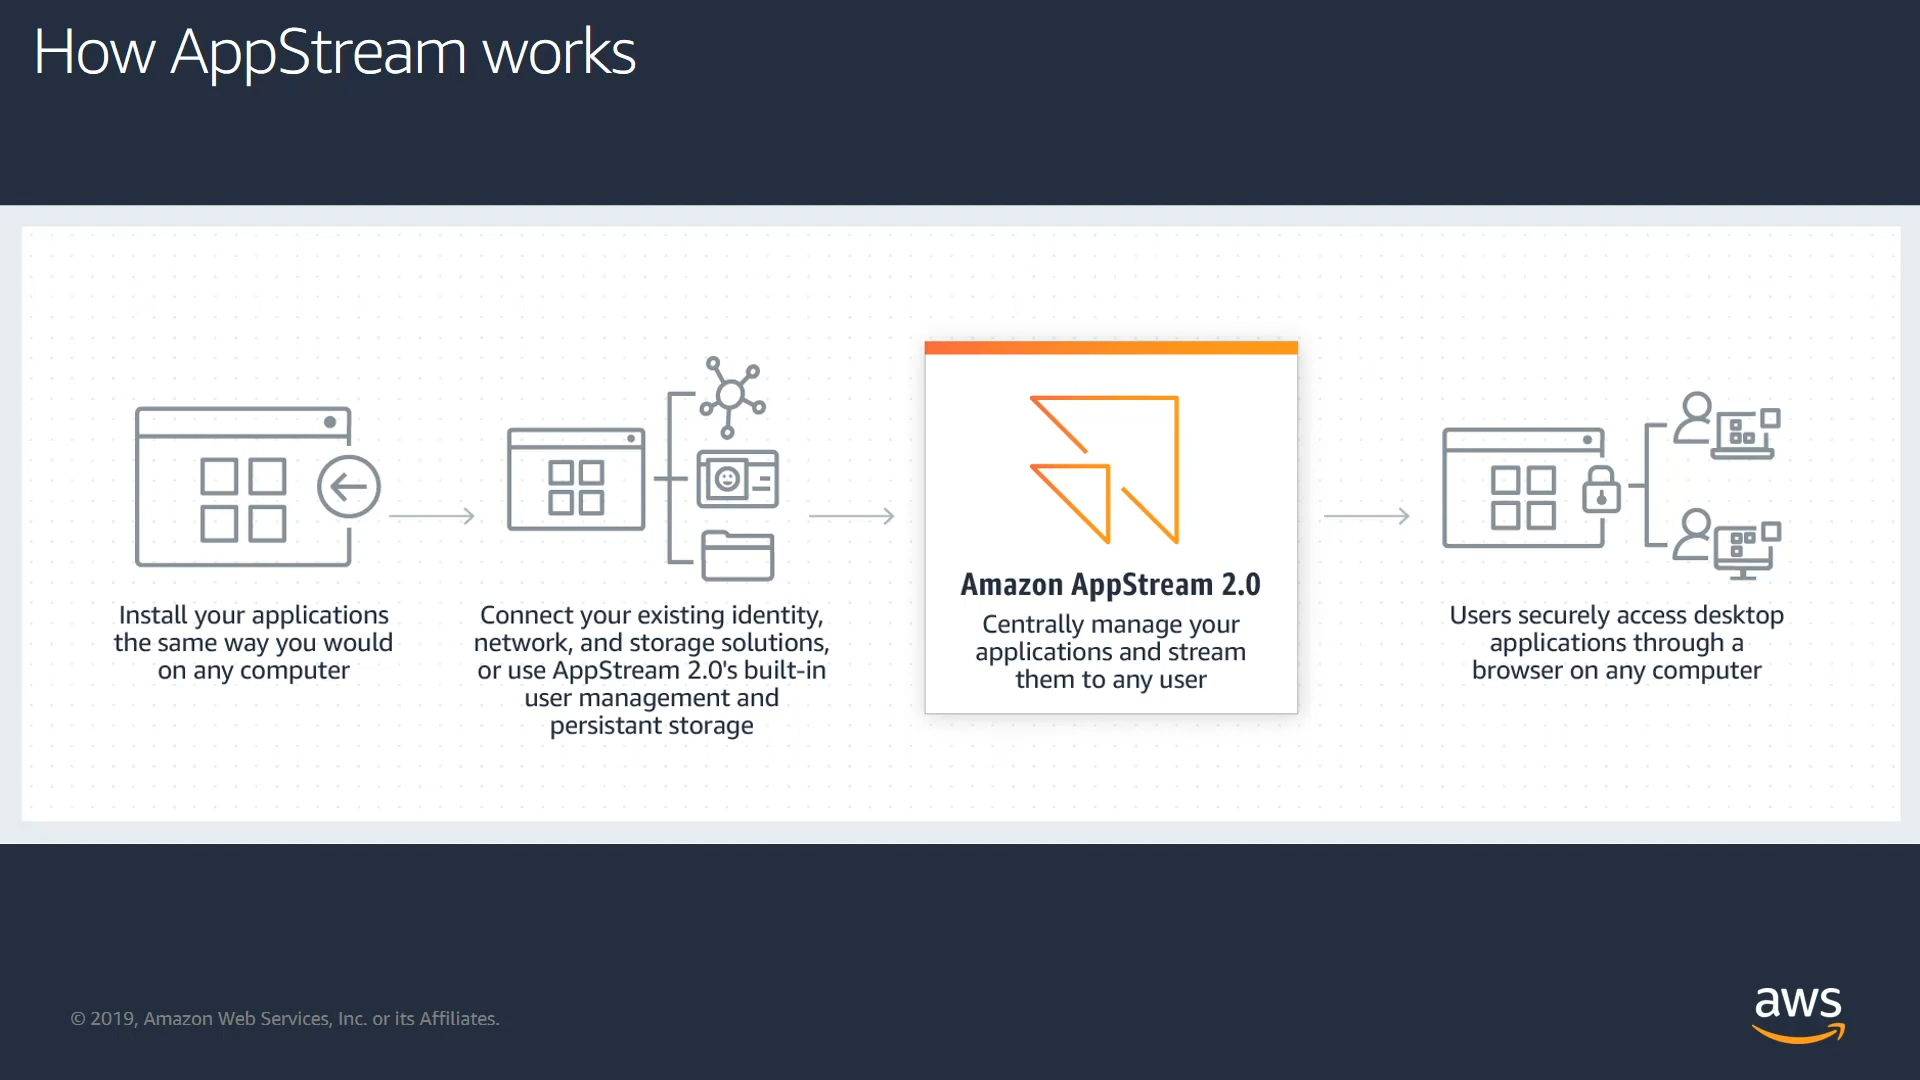 How AppStream works
Install your applications
the same way you would
on any computer
Connect your existing identity,
network, and storage solutions,
or use AppStream 2.0's built-in
user management and
persistant storage
Amazon AppStream 2.0
Centrally manage your
applications and stream
them to any user
Users securely access desktop
applications through a
browser on any computer
© 2019, Amazon Web Services, Inc. or its Affiliates.
aws